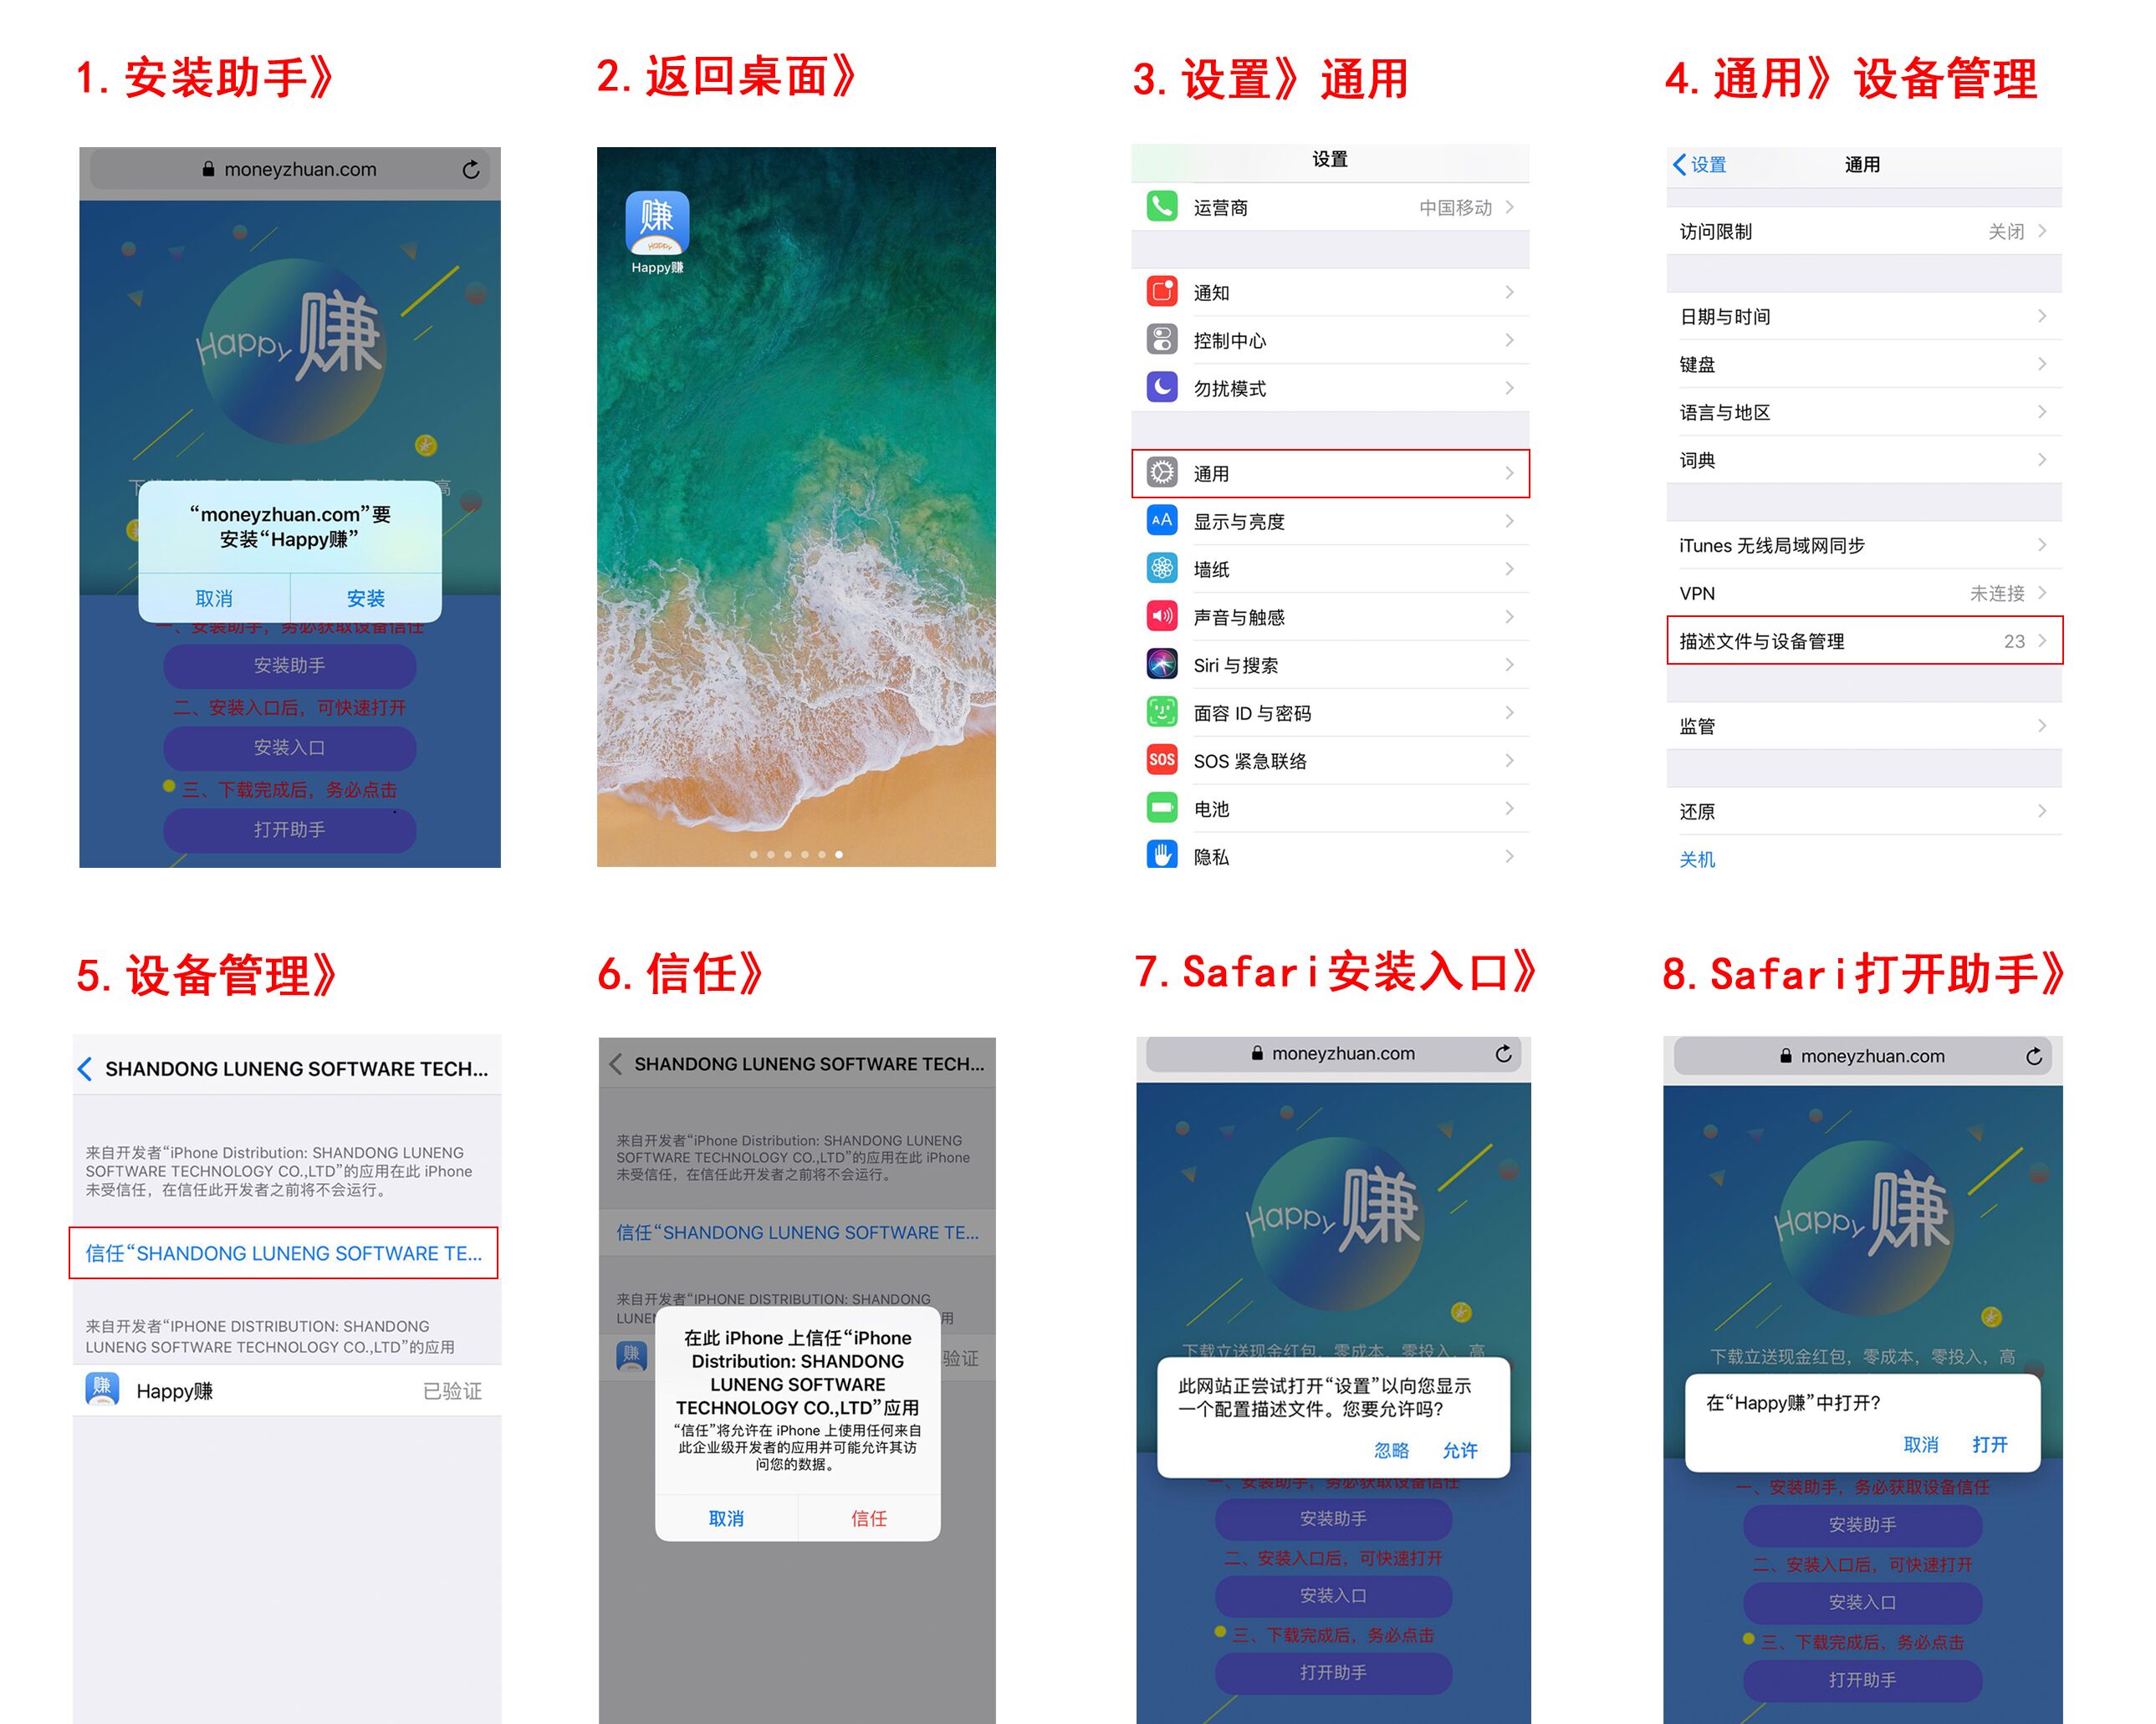 1.安装助手》
moneyzhuan.com
Happy赚
“moneyzhuan.com”要
安装“Happy赚”
取消
安装
一、安装助手，务必获取设备信任
安装助手
二、安装入口后，可快速打开
安装入口
三、下载完成后，务必点击
打开助手
2.返回桌面》
赚
Happy
Happy赚
3.设置》通用
设置
运营商 中国移动
通知
控制中心
勿扰模式
通用
AA 显示与亮度
墙纸
声音与触感
Siri 与搜索
面容 ID 与密码
SOS SOS 紧急联络
电池
隐私
4.通用》设备管理
设置 通用
访问限制 关闭
日期与时间
键盘
语言与地区
词典
iTunes 无线局域网同步
VPN 未连接
描述文件与设备管理 23
监管
还原
关机
5.设备管理》
SHANDONG LUNENG SOFTWARE TECH...
来自开发者“iPhone Distribution: SHANDONG LUNENG
SOFTWARE TECHNOLOGY CO.,LTD”的应用在此 iPhone
未受信任，在信任此开发者之前将不会运行。
信任“SHANDONG LUNENG SOFTWARE TE...
来自开发者“IPHONE DISTRIBUTION: SHANDONG
LUNENG SOFTWARE TECHNOLOGY CO.,LTD”的应用
赚
Happy赚 已验证
6.信任》
SHANDONG LUNENG SOFTWARE TECH...
来自开发者“iPhone Distribution: SHANDONG LUNENG
SOFTWARE TECHNOLOGY CO.,LTD”的应用在此 iPhone
未受信任，在信任此开发者之前将不会运行。
信任“SHANDONG LUNENG SOFTWARE TE...
来自开发者“IPHONE DISTRIBUTION: SHANDONG
用
赚
验证
在此 iPhone 上信任“iPhone
Distribution: SHANDONG
LUNENG SOFTWARE
TECHNOLOGY CO.,LTD”应用
“信任”将允许在 iPhone 上使用任何来自
此企业级开发者的应用并可能允许其访
问您的数据。
取消
信任
7.Safari安装入口》
moneyzhuan.com
Happy赚
下载立送现金红包，零成本，零投入，高
此网站正尝试打开“设置”以向您显示
一个配置描述文件。您要允许吗?
忽略
允许
一、安装助手，务必获取设备信任
安装助手
二、安装入口后，可快速打开
安装入口
三、下载完成后，务必点击
打开助手
8.Safari打开助手》
moneyzhuan.com
Happy赚
下载立送现金红包，零成本，零投入，高
在“Happy赚”中打开?
取消
打开
一、安装助手，务必获取设备信任
安装助手
二、安装入口后，可快速打开
安装入口
三、下载完成后，务必点击
打开助手